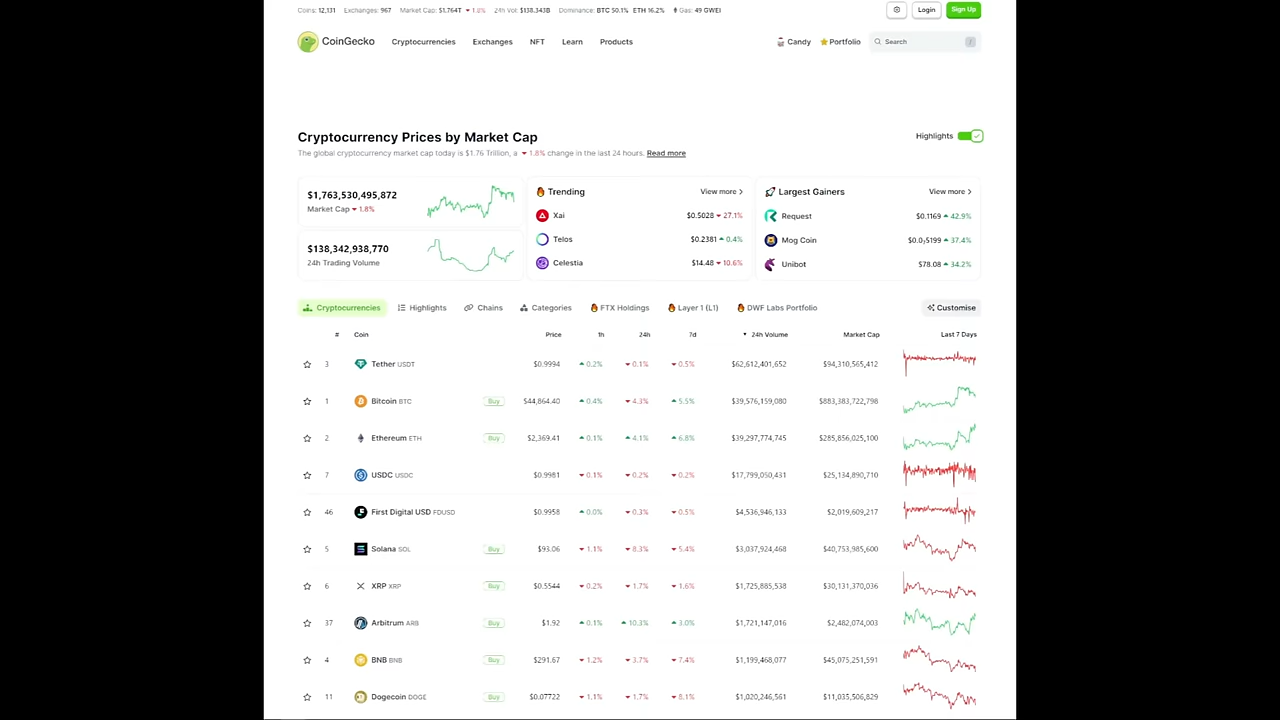 Coins: 12,131 Exchanges: 967 Market Cap: $1.764T 1.8% 24h Vol: $138.343B Dominance: BTC 50.1% ETH 16.2% Gas: 49 GWEI Login Sign Up
CoinGecko Cryptocurrencies Exchanges NFT Learn Products Candy Portfolio Search /
Cryptocurrency Prices by Market Cap Highlights
The global cryptocurrency market cap today is $1.76 Trillion, a 1.8% change in the last 24 hours. Read more
$1,763,530,495,872
Market Cap 1.8%
$138,342,938,770
24h Trading Volume
Trending View more
Xai $0.5028 27.1%
Telos $0.2381 0.4%
Celestia $14.48 10.6%
Largest Gainers View more
Request $0.1169 42.9%
Mog Coin $0.0₅5199 37.4%
Unibot $78.08 34.2%
Cryptocurrencies Highlights Chains Categories FTX Holdings Layer 1 (L1) DWF Labs Portfolio Customise
# Coin Price 1h 24h 7d 24h Volume Market Cap Last 7 Days
3 Tether USDT $0.9994 0.2% 0.1% 0.5% $62,612,401,652 $94,310,565,412
1 Bitcoin BTC Buy $44,864.40 0.4% 4.3% 5.5% $39,576,159,080 $883,383,722,798
2 Ethereum ETH Buy $2,369.41 0.1% 4.1% 6.8% $39,297,774,745 $285,856,025,100
7 USDC USDC $0.9981 0.1% 0.2% 0.2% $17,799,050,431 $25,134,890,710
46 First Digital USD FDUSD $0.9958 0.0% 0.3% 0.5% $4,536,946,133 $2,019,609,217
5 Solana SOL Buy $93.06 1.1% 8.3% 5.4% $3,037,924,468 $40,753,985,600
6 XRP XRP Buy $0.5544 0.2% 1.7% 1.6% $1,725,885,538 $30,131,370,036
37 Arbitrum ARB Buy $1.92 0.1% 10.3% 3.0% $1,721,147,016 $2,482,074,003
4 BNB BNB Buy $291.67 1.2% 3.7% 7.4% $1,199,468,077 $45,075,251,591
11 Dogecoin DOGE Buy $0.07722 1.1% 1.7% 8.1% $1,020,246,561 $11,035,506,829